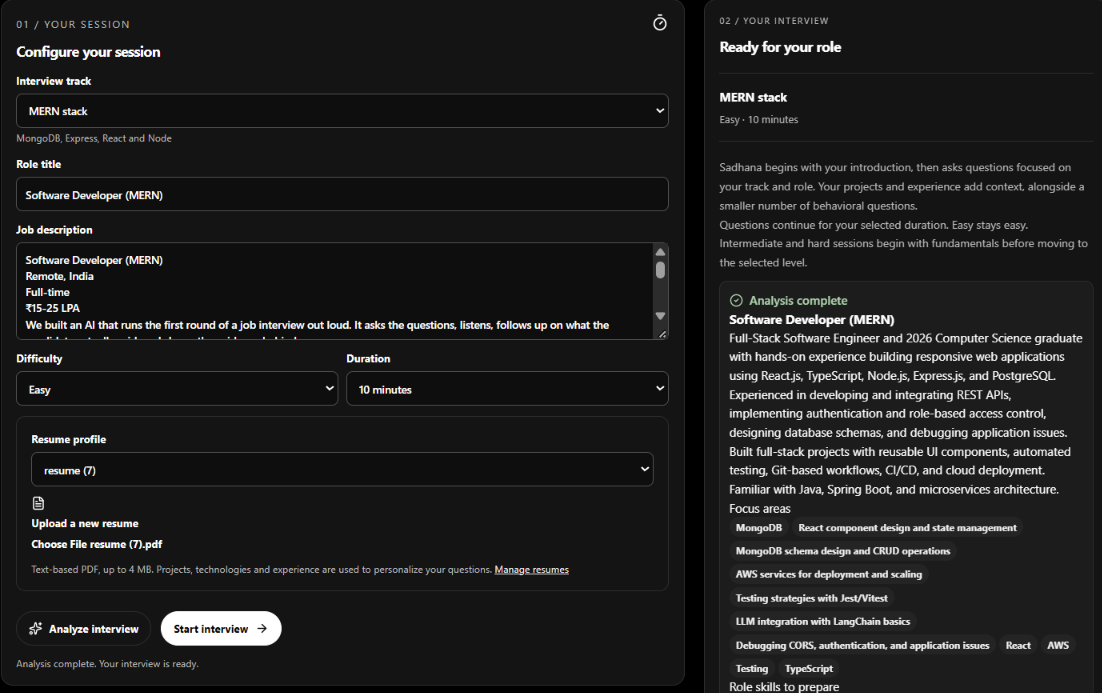 01 / YOUR SESSION
Configure your session
Interview track
MERN stack
MongoDB, Express, React and Node
Role title
Software Developer (MERN)
Job description
Software Developer (MERN)
Remote, India
Full-time
₹15-25 LPA
We built an AI that runs the first round of a job interview out loud. It asks the questions, listens, follows up on what the
Difficulty
Easy
Duration
10 minutes
Resume profile
resume (7)
Upload a new resume
Choose File resume (7).pdf
Text-based PDF, up to 4 MB. Projects, technologies and experience are used to personalize your questions. Manage resumes
Analyze interview
Start interview →
Analysis complete. Your interview is ready.
02 / YOUR INTERVIEW
Ready for your role
MERN stack
Easy · 10 minutes
Sadhana begins with your introduction, then asks questions focused on
your track and role. Your projects and experience add context, alongside a
smaller number of behavioral questions.
Questions continue for your selected duration. Easy stays easy.
Intermediate and hard sessions begin with fundamentals before moving to
the selected level.
Analysis complete
Software Developer (MERN)
Full-Stack Software Engineer and 2026 Computer Science graduate
with hands-on experience building responsive web applications
using React.js, TypeScript, Node.js, Express.js, and PostgreSQL.
Experienced in developing and integrating REST APIs,
implementing authentication and role-based access control,
designing database schemas, and debugging application issues.
Built full-stack projects with reusable UI components, automated
testing, Git-based workflows, CI/CD, and cloud deployment.
Familiar with Java, Spring Boot, and microservices architecture.
Focus areas
MongoDB React component design and state management
MongoDB schema design and CRUD operations
AWS services for deployment and scaling
Testing strategies with Jest/Vitest
LLM integration with LangChain basics
Debugging CORS, authentication, and application issues React AWS
Testing TypeScript
Role skills to prepare